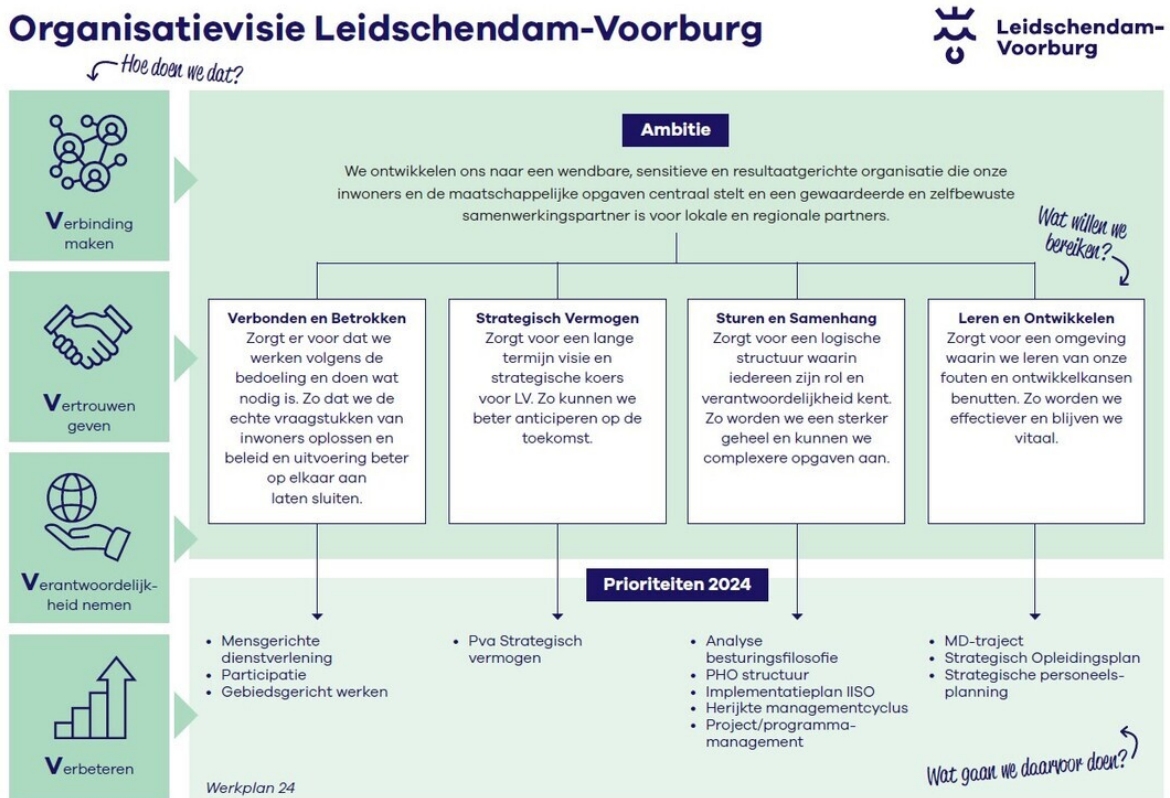 Organisatievisie Leidschendam-Voorburg
Leidschendam-
Voorburg
Hoe doen we dat?
Verbinding
maken
Vertrouwen
geven
Verantwoordelijk-
heid nemen
Verbeteren
Ambitie
We ontwikkelen ons naar een wendbare, sensitieve en resultaatgerichte organisatie die onze
inwoners en de maatschappelijke opgaven centraal stelt en een gewaardeerde en zelfbewuste
samenwerkingspartner is voor lokale en regionale partners.
Wat willen we
bereiken?
Verbonden en Betrokken
Zorgt er voor dat we
werken volgens de
bedoeling en doen wat
nodig is. Zo dat we de
echte vraagstukken van
inwoners oplossen en
beleid en uitvoering beter
op elkaar aan
laten sluiten.
Strategisch Vermogen
Zorgt voor een lange
termijn visie en
strategische koers
voor LV. Zo kunnen we
beter anticiperen op de
toekomst.
Sturen en Samenhang
Zorgt voor een logische
structuur waarin
iedereen zijn rol en
verantwoordelijkheid kent.
Zo worden we een sterker
geheel en kunnen we
complexere opgaven aan.
Leren en Ontwikkelen
Zorgt voor een omgeving
waarin we leren van onze
fouten en ontwikkelkansen
benutten. Zo worden we
effectiever en blijven we
vitaal.
Prioriteiten 2024
• Mensgerichte
dienstverlening
• Participatie
• Gebiedsgericht werken
• Pva Strategisch
vermogen
• Analyse
besturingsfilosofie
• PHO structuur
• Implementatieplan IISO
• Herijkte managementcyclus
• Project/programma-
management
• MD-traject
• Strategisch Opleidingsplan
• Strategische personeels-
planning
Wat gaan we daarvoor doen?
Werkplan 24